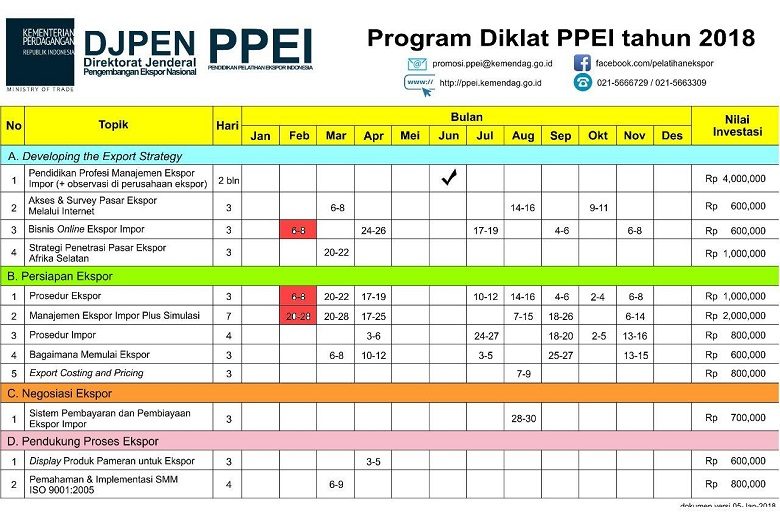 KEMENTERIAN
PERDAGANGAN
REPUBLIK INDONESIA
MINISTRY OF TRADE
DJPEN
Direktorat Jenderal
Pengembangan Ekspor Nasional
PPEI
PENDIDIKAN PELATIHAN EKSPOR INDONESIA
Program Diklat PPEI tahun 2018
promosi.ppei@kemendag.go.id
facebook.com/pelatihanekspor
www://
http://ppei.kemendag.go.id
021-5666729 / 021-5663309
No Topik Hari Bulan Nilai Investasi
Jan Feb Mar Apr Mei Jun Jul Aug Sep Okt Nov Des
A. Developing the Export Strategy
1 Pendidikan Profesi Manajemen Ekspor
Impor (+ observasi di perusahaan ekspor) 2 bln ✓ Rp 4,000,000
2 Akses & Survey Pasar Ekspor
Melalui Internet 3 6-8 14-16 9-11 Rp 600,000
3 Bisnis Online Ekspor Impor 3 6-8 24-26 17-19 4-6 6-8 Rp 600,000
4 Strategi Penetrasi Pasar Ekspor
Afrika Selatan 3 20-22 Rp 1,000,000
B. Persiapan Ekspor
1 Prosedur Ekspor 3 6-8 20-22 17-19 10-12 14-16 4-6 2-4 6-8 Rp 1,000,000
2 Manajemen Ekspor Impor Plus Simulasi 7 20-28 20-28 17-25 7-15 18-26 6-14 Rp 2,000,000
3 Prosedur Impor 4 3-6 24-27 18-20 2-5 13-16 Rp 800,000
4 Bagaimana Memulai Ekspor 3 6-8 10-12 3-5 25-27 13-15 Rp 600,000
5 Export Costing and Pricing 3 7-9 Rp 800,000
C. Negosiasi Ekspor
1 Sistem Pembayaran dan Pembiayaan
Ekspor Impor 3 28-30 Rp 700,000
D. Pendukung Proses Ekspor
1 Display Produk Pameran untuk Ekspor 3 3-5 Rp 600,000
2 Pemahaman & Implementasi SMM
ISO 9001:2005 4 6-9 Rp 800,000
dokumen versi 05-Jan-2018